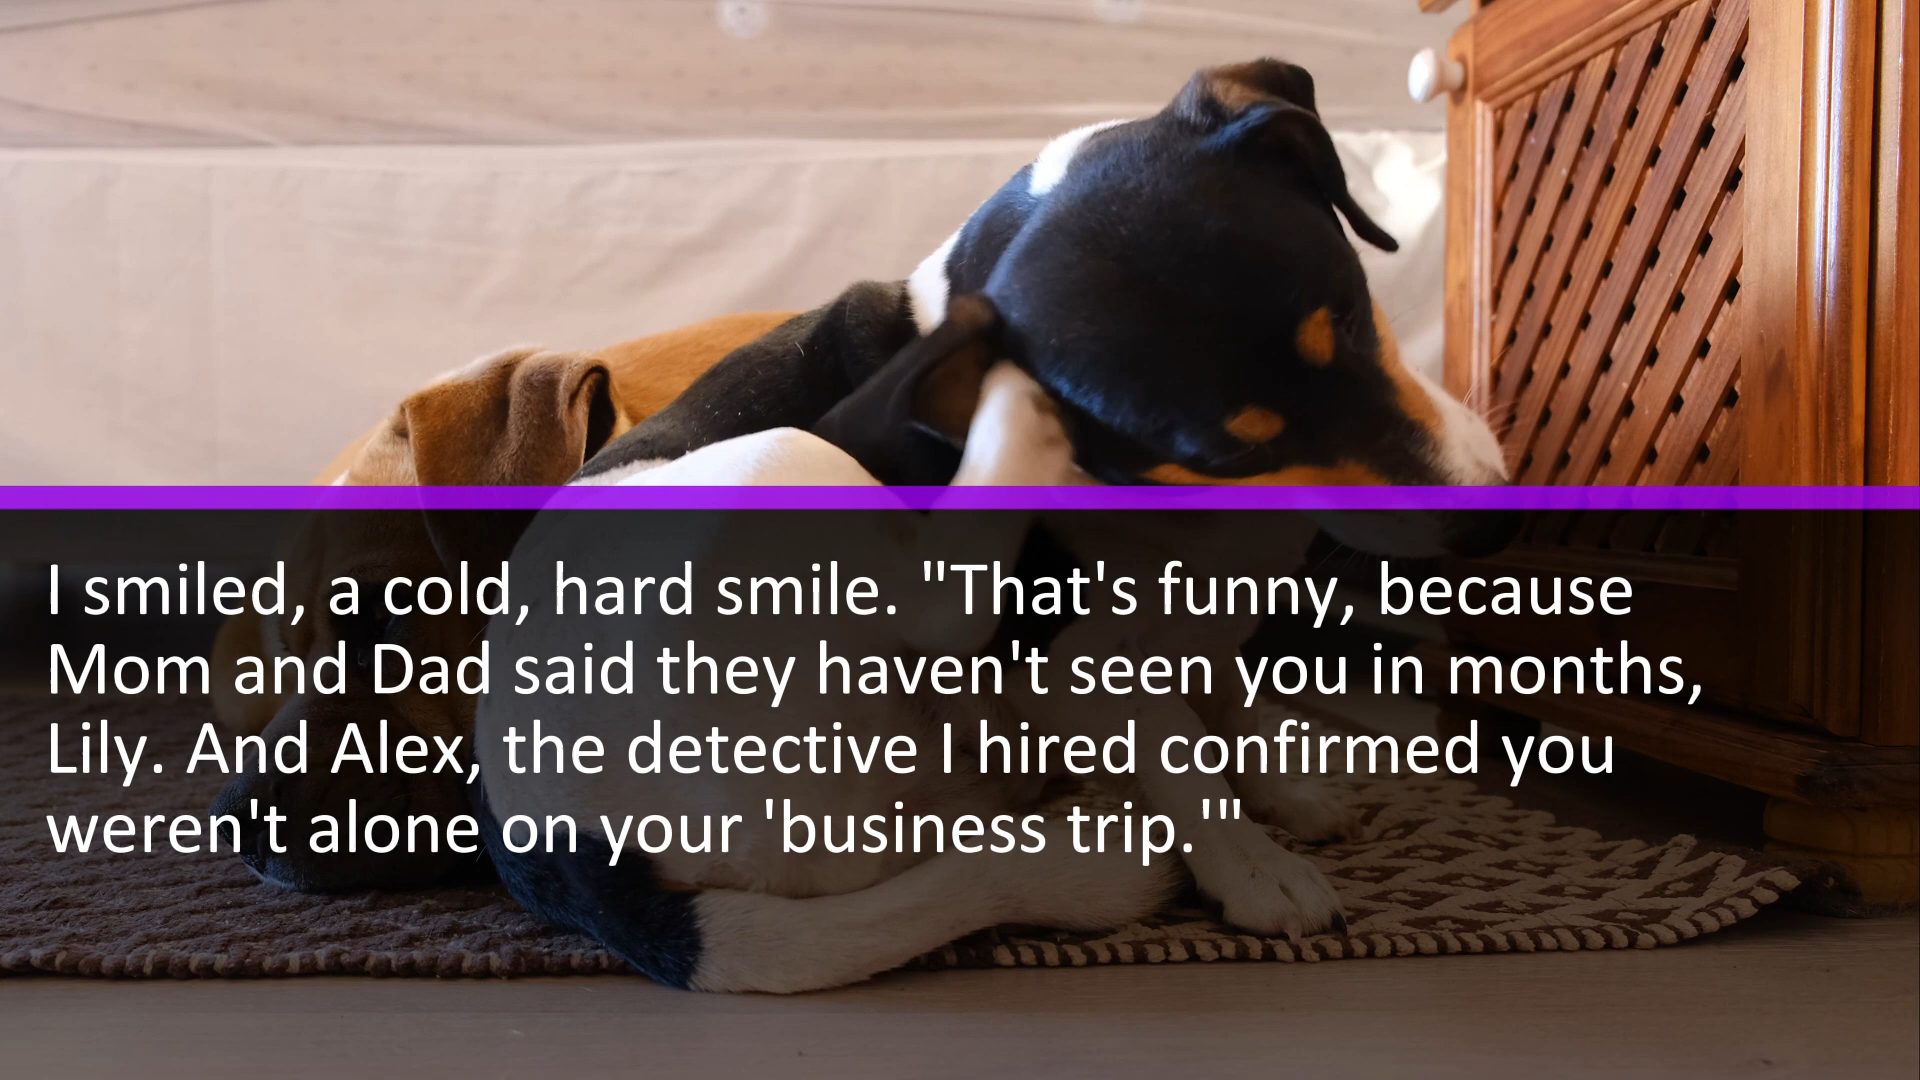 I smiled, a cold, hard smile. "That's funny, because
Mom and Dad said they haven't seen you in months,
Lily. And Alex, the detective I hired confirmed you
weren't alone on your 'business trip.'"